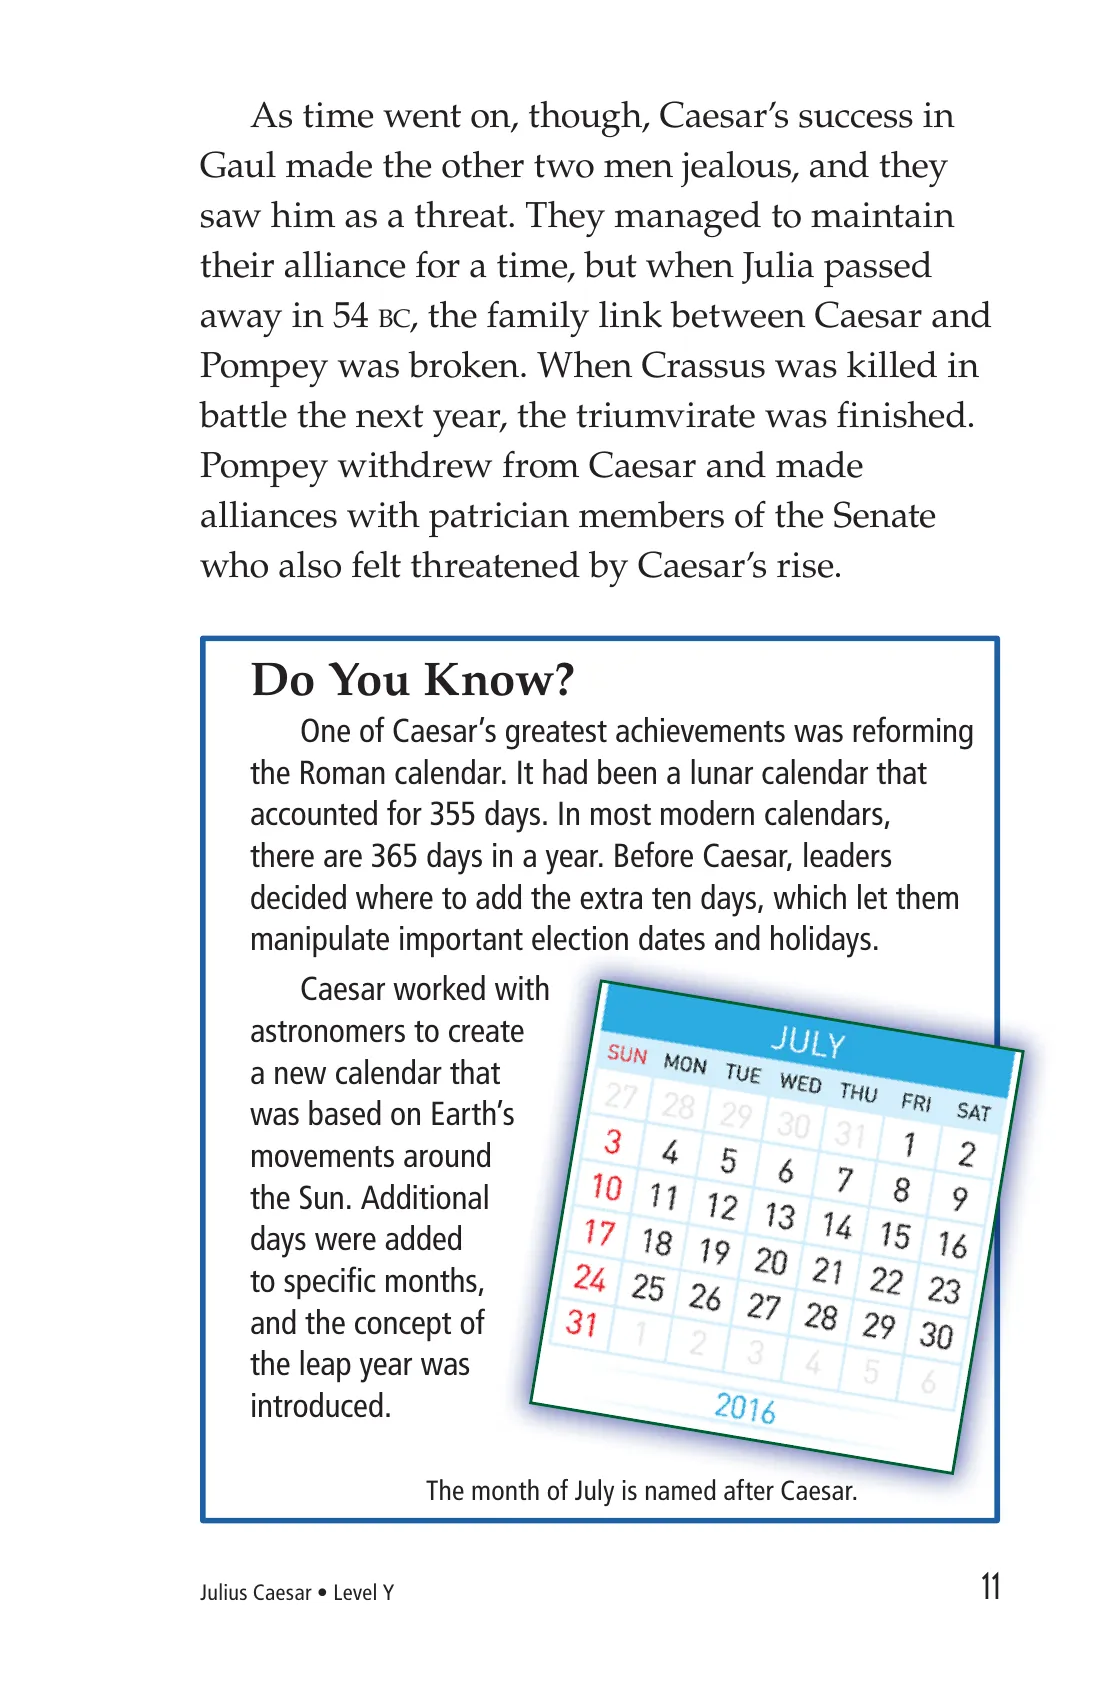 As time went on, though, Caesar’s success in
Gaul made the other two men jealous, and they
saw him as a threat. They managed to maintain
their alliance for a time, but when Julia passed
away in 54 BC, the family link between Caesar and
Pompey was broken. When Crassus was killed in
battle the next year, the triumvirate was finished.
Pompey withdrew from Caesar and made
alliances with patrician members of the Senate
who also felt threatened by Caesar’s rise.
Do You Know?
One of Caesar’s greatest achievements was reforming
the Roman calendar. It had been a lunar calendar that
accounted for 355 days. In most modern calendars,
there are 365 days in a year. Before Caesar, leaders
decided where to add the extra ten days, which let them
manipulate important election dates and holidays.
Caesar worked with
astronomers to create
a new calendar that
was based on Earth’s
movements around
the Sun. Additional
days were added
to specific months,
and the concept of
the leap year was
introduced.
JULY
SUN MON TUE WED THU FRI SAT
27 28 29 30 31 1 2
3 4 5 6 7 8 9
10 11 12 13 14 15 16
17 18 19 20 21 22 23
24 25 26 27 28 29 30
31 1 2 3 4 5 6
2016
The month of July is named after Caesar.
Julius Caesar • Level Y 11